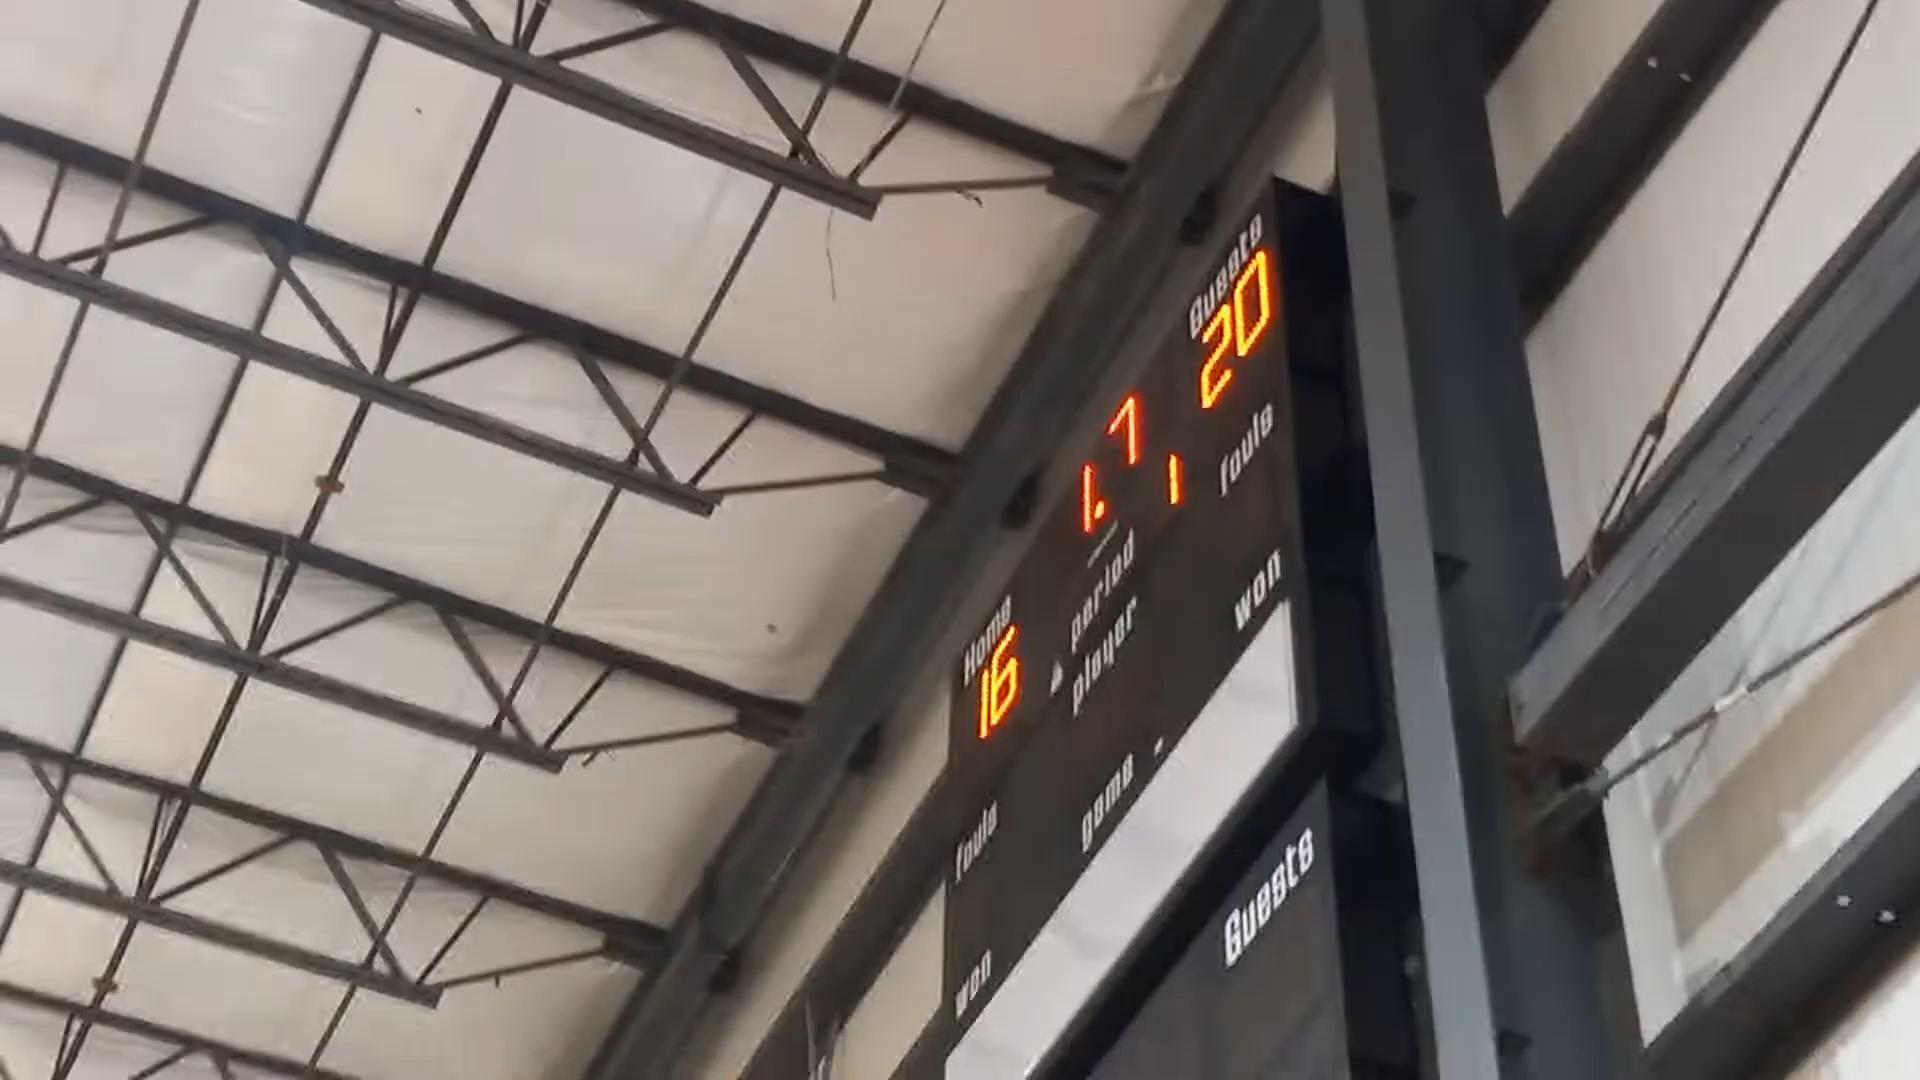 Home
Guests
16
20
1.7
1
period
player
fouls
fouls
won
game
won
Guests